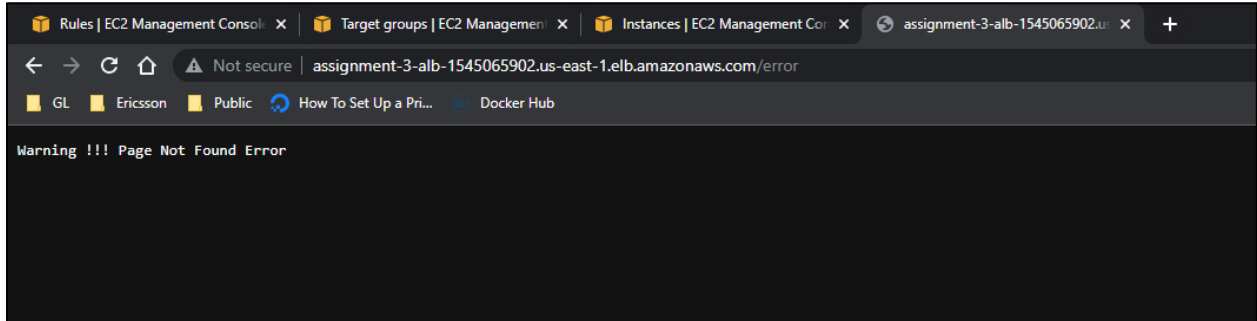 Rules | EC2 Management Console
Target groups | EC2 Management
Instances | EC2 Management Con
assignment-3-alb-1545065902.us
Not secure | assignment-3-alb-1545065902.us-east-1.elb.amazonaws.com/error
GL Ericsson Public How To Set Up a Pri... Docker Hub
Warning !!! Page Not Found Error